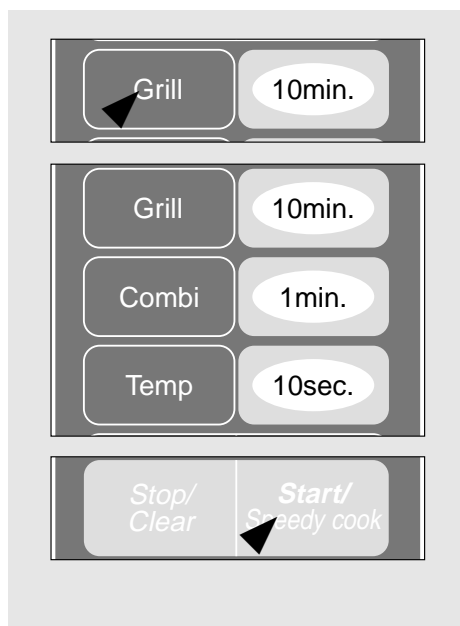 Grill 10min.
Grill 10min.
Combi 1min.
Temp 10sec.
Stop/ Start/
Clear Speedy cook